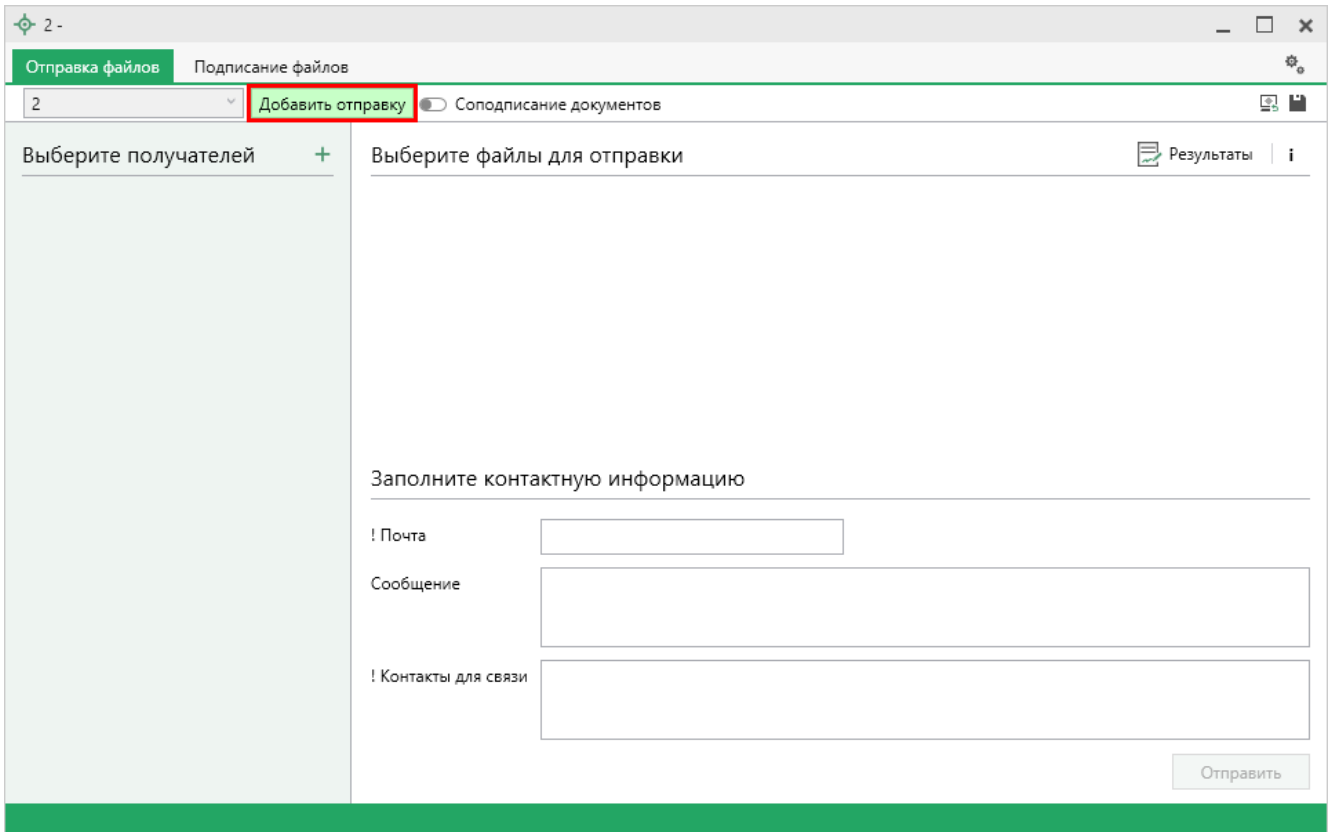 2 -
Отправка файлов Подписание файлов
2 Добавить отправку Соподписание документов
Выберите получателей +
Выберите файлы для отправки Результаты i
Заполните контактную информацию
! Почта
Сообщение
! Контакты для связи
Отправить